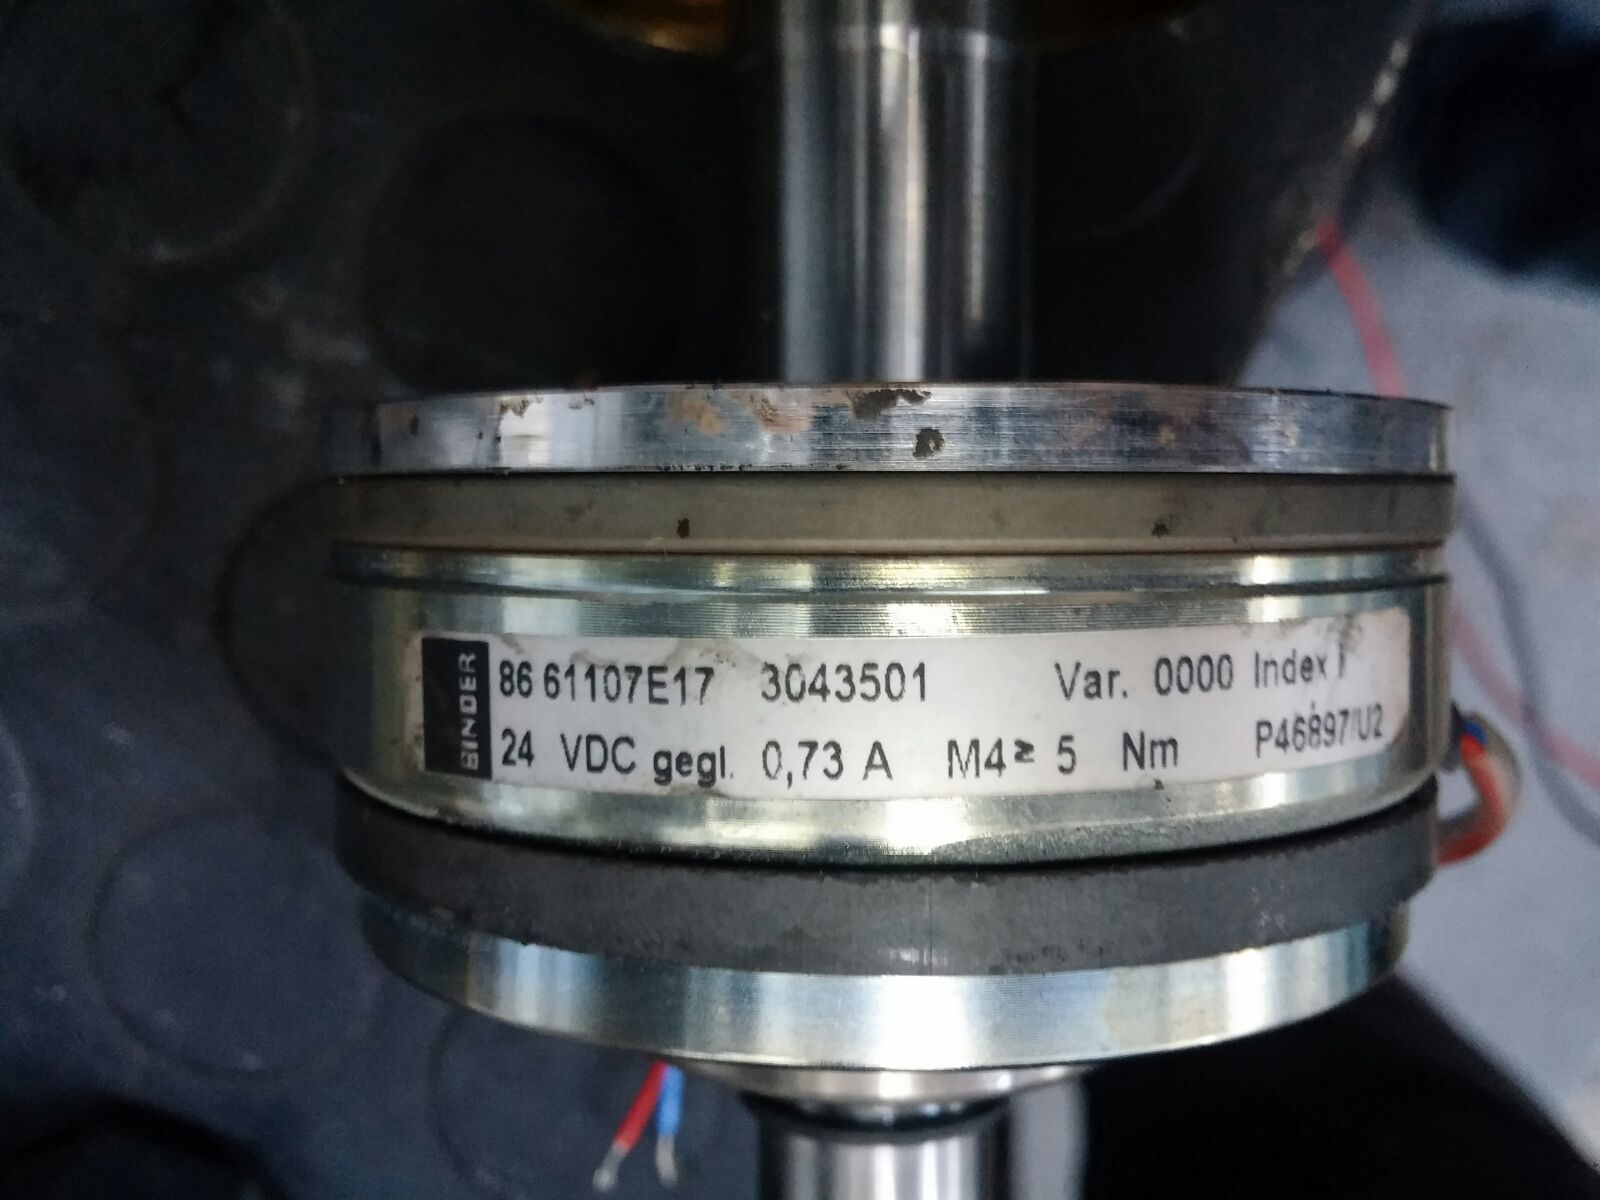 BINDER
86 61107E17 3043501 Var. 0000 Index I
24 VDC gegl. 0,73 A M4≥ 5 Nm P46897/U2